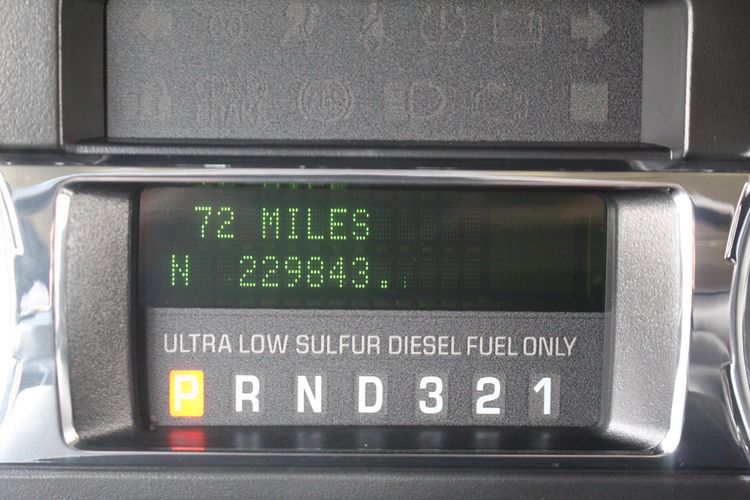 72 MILES
N 229843.
ULTRA LOW SULFUR DIESEL FUEL ONLY
P R N D 3 2 1